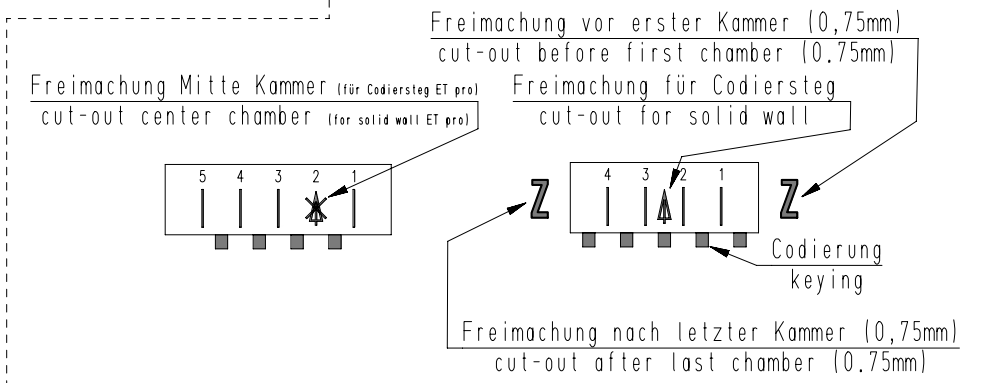 Freimachung vor erster Kammer (0,75mm)
cut-out before first chamber (0.75mm)
Freimachung Mitte Kammer (für Codiersteg ET pro)
cut-out center chamber (for solid wall ET pro)
Freimachung für Codiersteg
cut-out for solid wall
5 4 3 2 1
Z 4 3 2 1 Z
Codierung
keying
Freimachung nach letzter Kammer (0,75mm)
cut-out after last chamber (0.75mm)